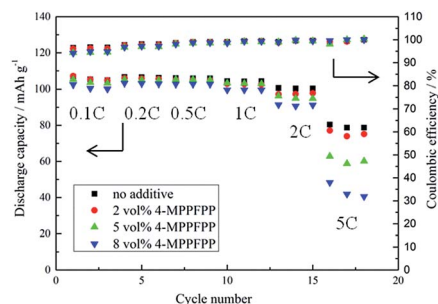 Discharge capacity / mAh g⁻¹
140
120
100
80
60
40
20
0
0.1C
0.2C
0.5C
1C
2C
5C
no additive
2 vol% 4-MPPFPP
5 vol% 4-MPPFPP
8 vol% 4-MPPFPP
0
5
10
15
20
Cycle number
110
100
90
80
70
60
50
40
30
20
10
0
Coulombic efficiency / %